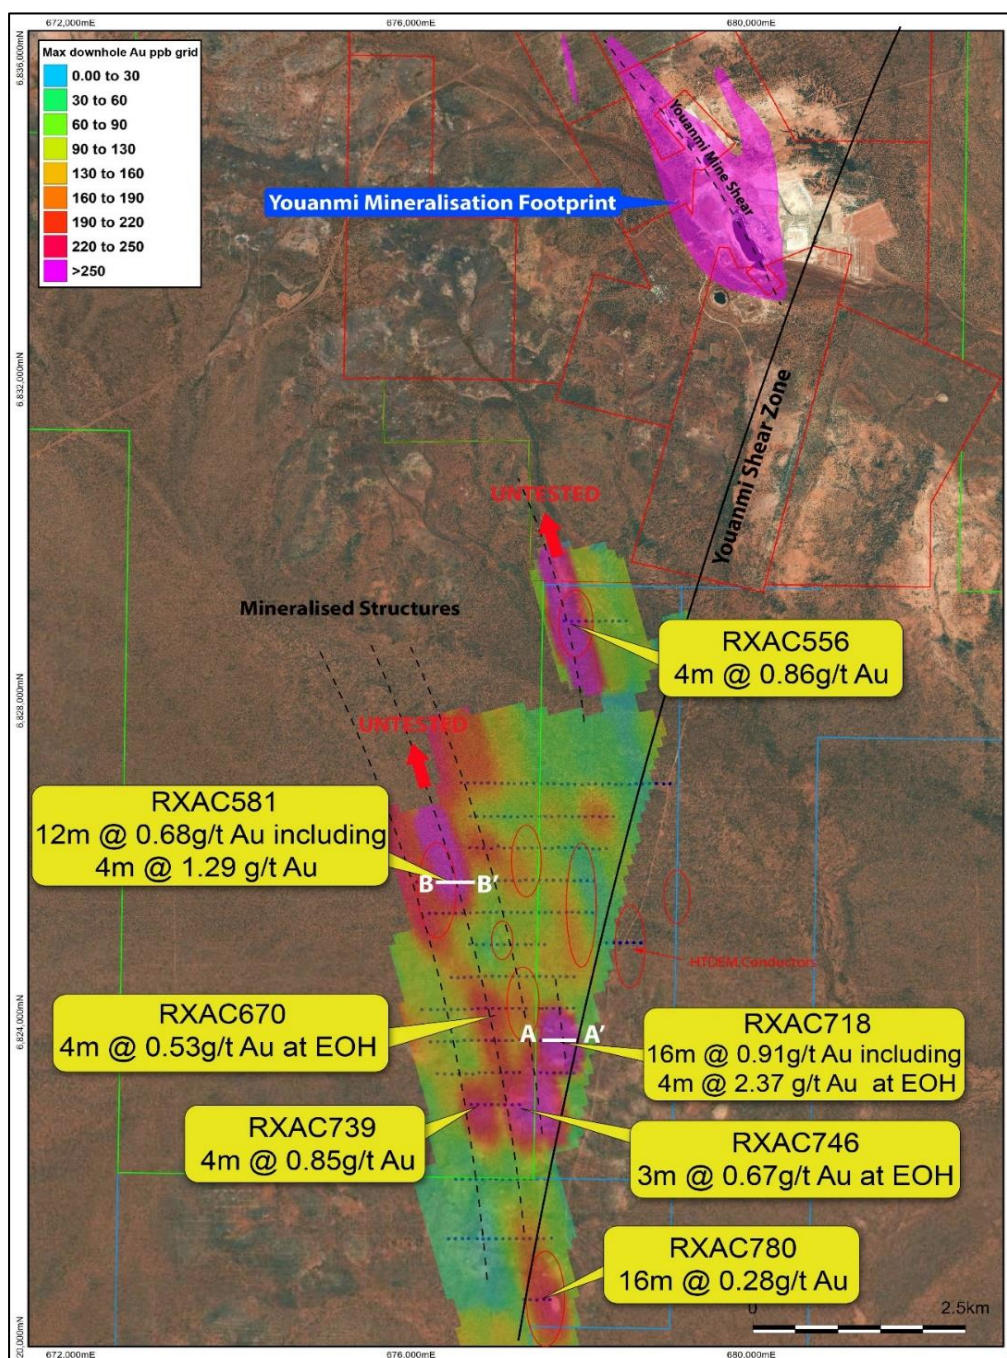 672,000mE
676,000mE
680,000mE
6,836,000mN
Max downhole Au ppb grid
0.00 to 30
30 to 60
60 to 90
90 to 130
130 to 160
160 to 190
190 to 220
220 to 250
>250
Youanmi Mine Shear
Youanmi Mineralisation Footprint
6,832,000mN
Youanmi Shear Zone
UNTESTED
Mineralised Structures
RXAC556
4m @ 0.86g/t Au
6,828,000mN
UNTESTED
RXAC581
12m @ 0.68g/t Au including
4m @ 1.29 g/t Au
B B'
HTDEM Conductors
RXAC670
4m @ 0.53g/t Au at EOH
6,824,000mN
A A'
RXAC718
16m @ 0.91g/t Au including
4m @ 2.37 g/t Au at EOH
RXAC739
4m @ 0.85g/t Au
RXAC746
3m @ 0.67g/t Au at EOH
RXAC780
16m @ 0.28g/t Au
0 2.5km
20,000mN
672,000mE
676,000mE
680,000mE